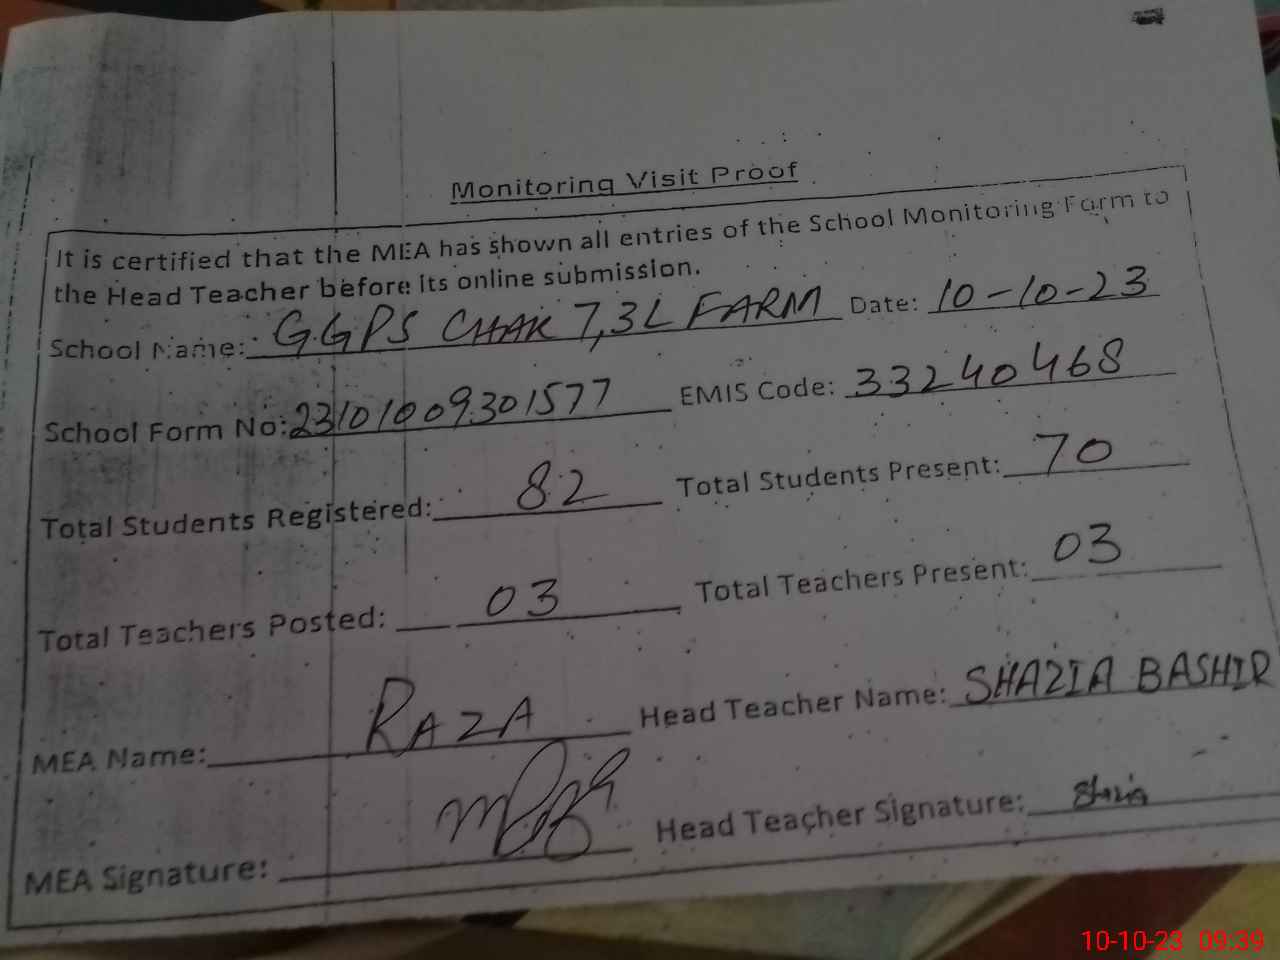 Monitoring Visit Proof
It is certified that the MEA has shown all entries of the School Monitoring Form to
the Head Teacher before its online submission.
School Name: GGPS CHAK 7,3L FARM Date: 10-10-23
School Form No: 23101009301577 EMIS Code: 33240468
Total Students Registered: 82 Total Students Present: 70
Total Teachers Posted: 03 Total Teachers Present: 03
MEA Name: RAZA Head Teacher Name: SHAZIA BASHIR
MEA Signature: Head Teacher Signature: Shazia
10-10-23 09:39